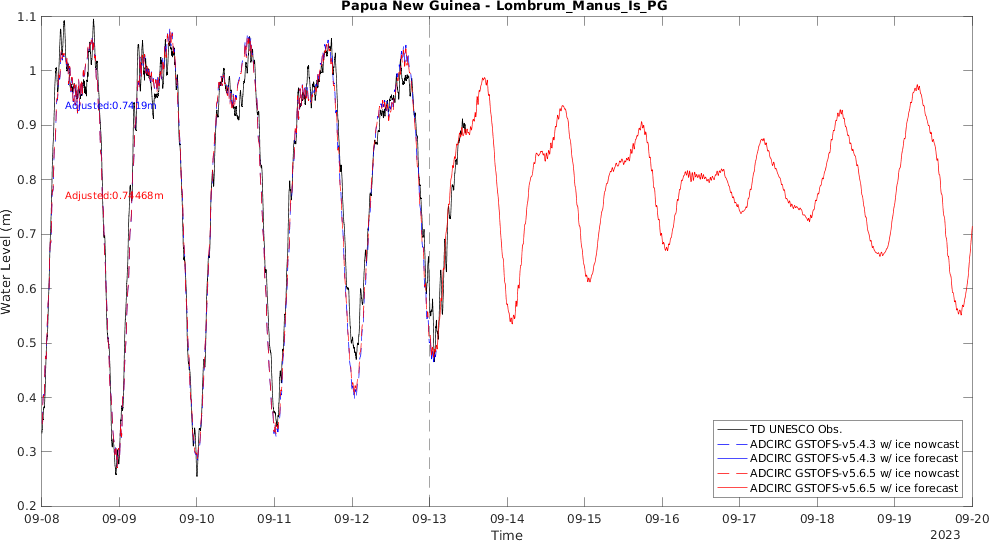 Papua New Guinea - Lombrum_Manus_Is_PG
1.1
1
0.9
0.8
0.7
0.6
0.5
0.4
0.3
0.2
Water Level (m)
Adjusted:0.7419m
Adjusted:0.74468m
TD UNESCO Obs.
ADCIRC GSTOFS-v5.4.3 w/ ice nowcast
ADCIRC GSTOFS-v5.4.3 w/ ice forecast
ADCIRC GSTOFS-v5.6.5 w/ ice nowcast
ADCIRC GSTOFS-v5.6.5 w/ ice forecast
09-08 09-09 09-10 09-11 09-12 09-13 09-14 09-15 09-16 09-17 09-18 09-19 09-20
Time
2023